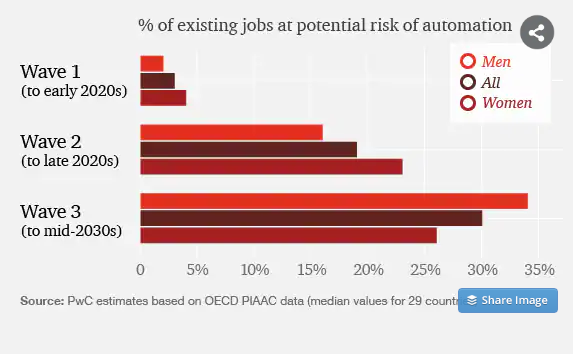 % of existing jobs at potential risk of automation
Men
All
Women
Wave 1
(to early 2020s)
Wave 2
(to late 2020s)
Wave 3
(to mid-2030s)
0 5% 10% 15% 20% 25% 30% 35%
Source: PwC estimates based on OECD PIAAC data (median values for 29
Share Image